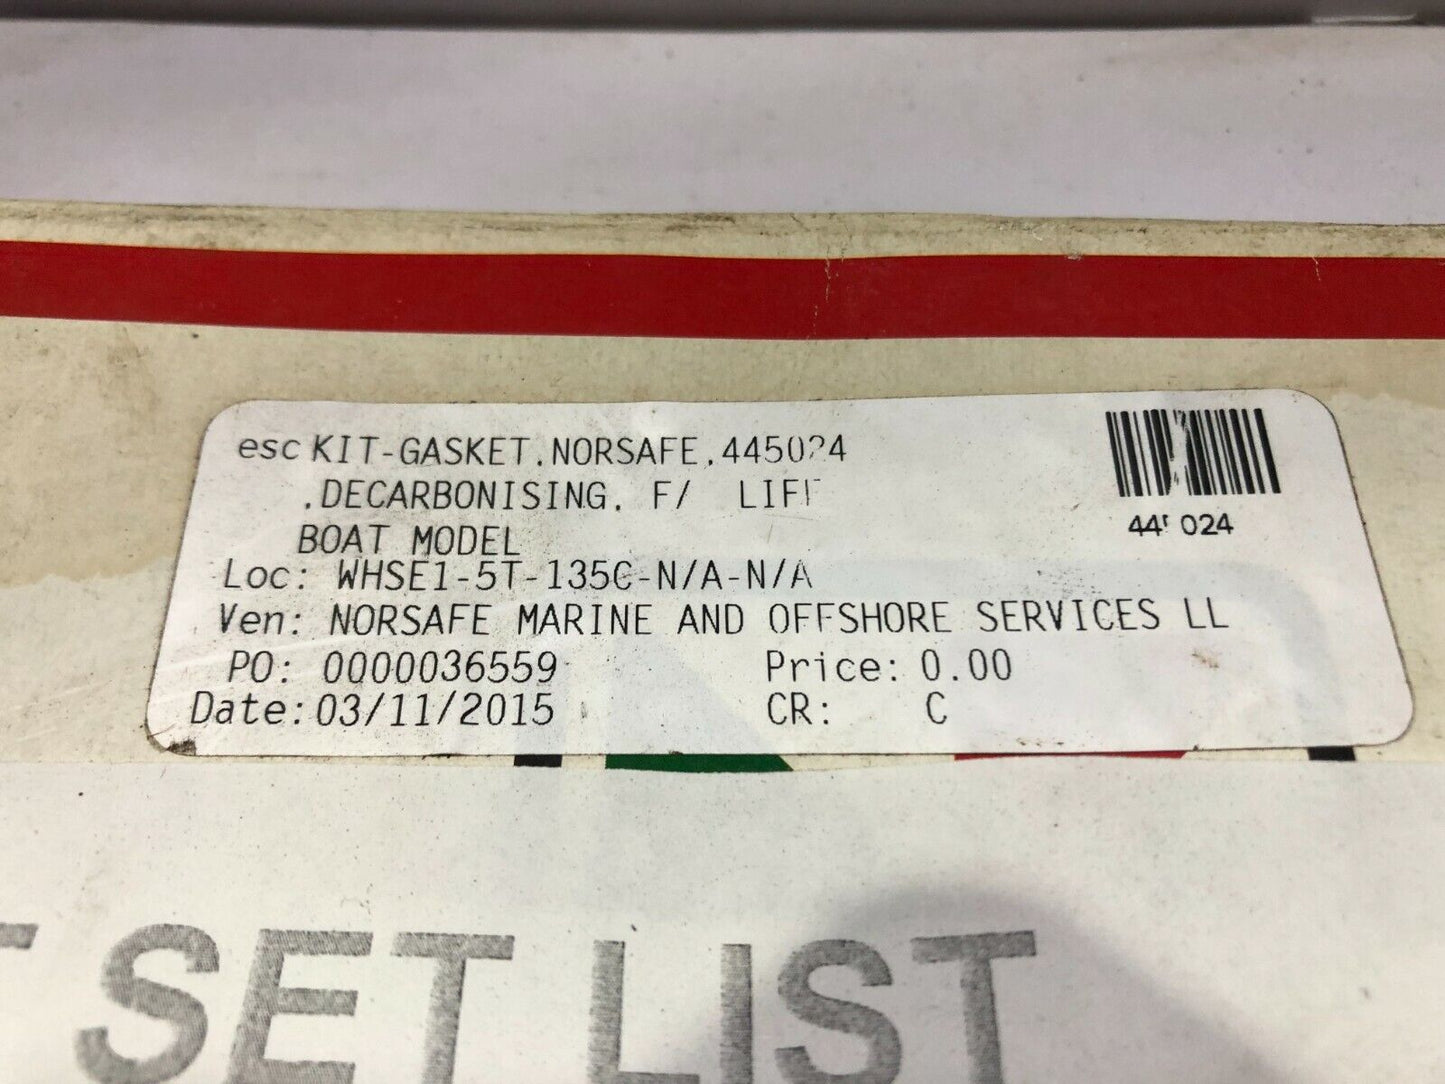 esc KIT-GASKET.NORSAFE.445024
.DECARBONISING. F/ LIFE
BOAT MODEL
445024
Loc: WHSE1-5T-135C-N/A-N/A
Ven: NORSAFE MARINE AND OFFSHORE SERVICES LL
PO: 0000036559 Price: 0.00
Date: 03/11/2015 CR: C
SET LIST